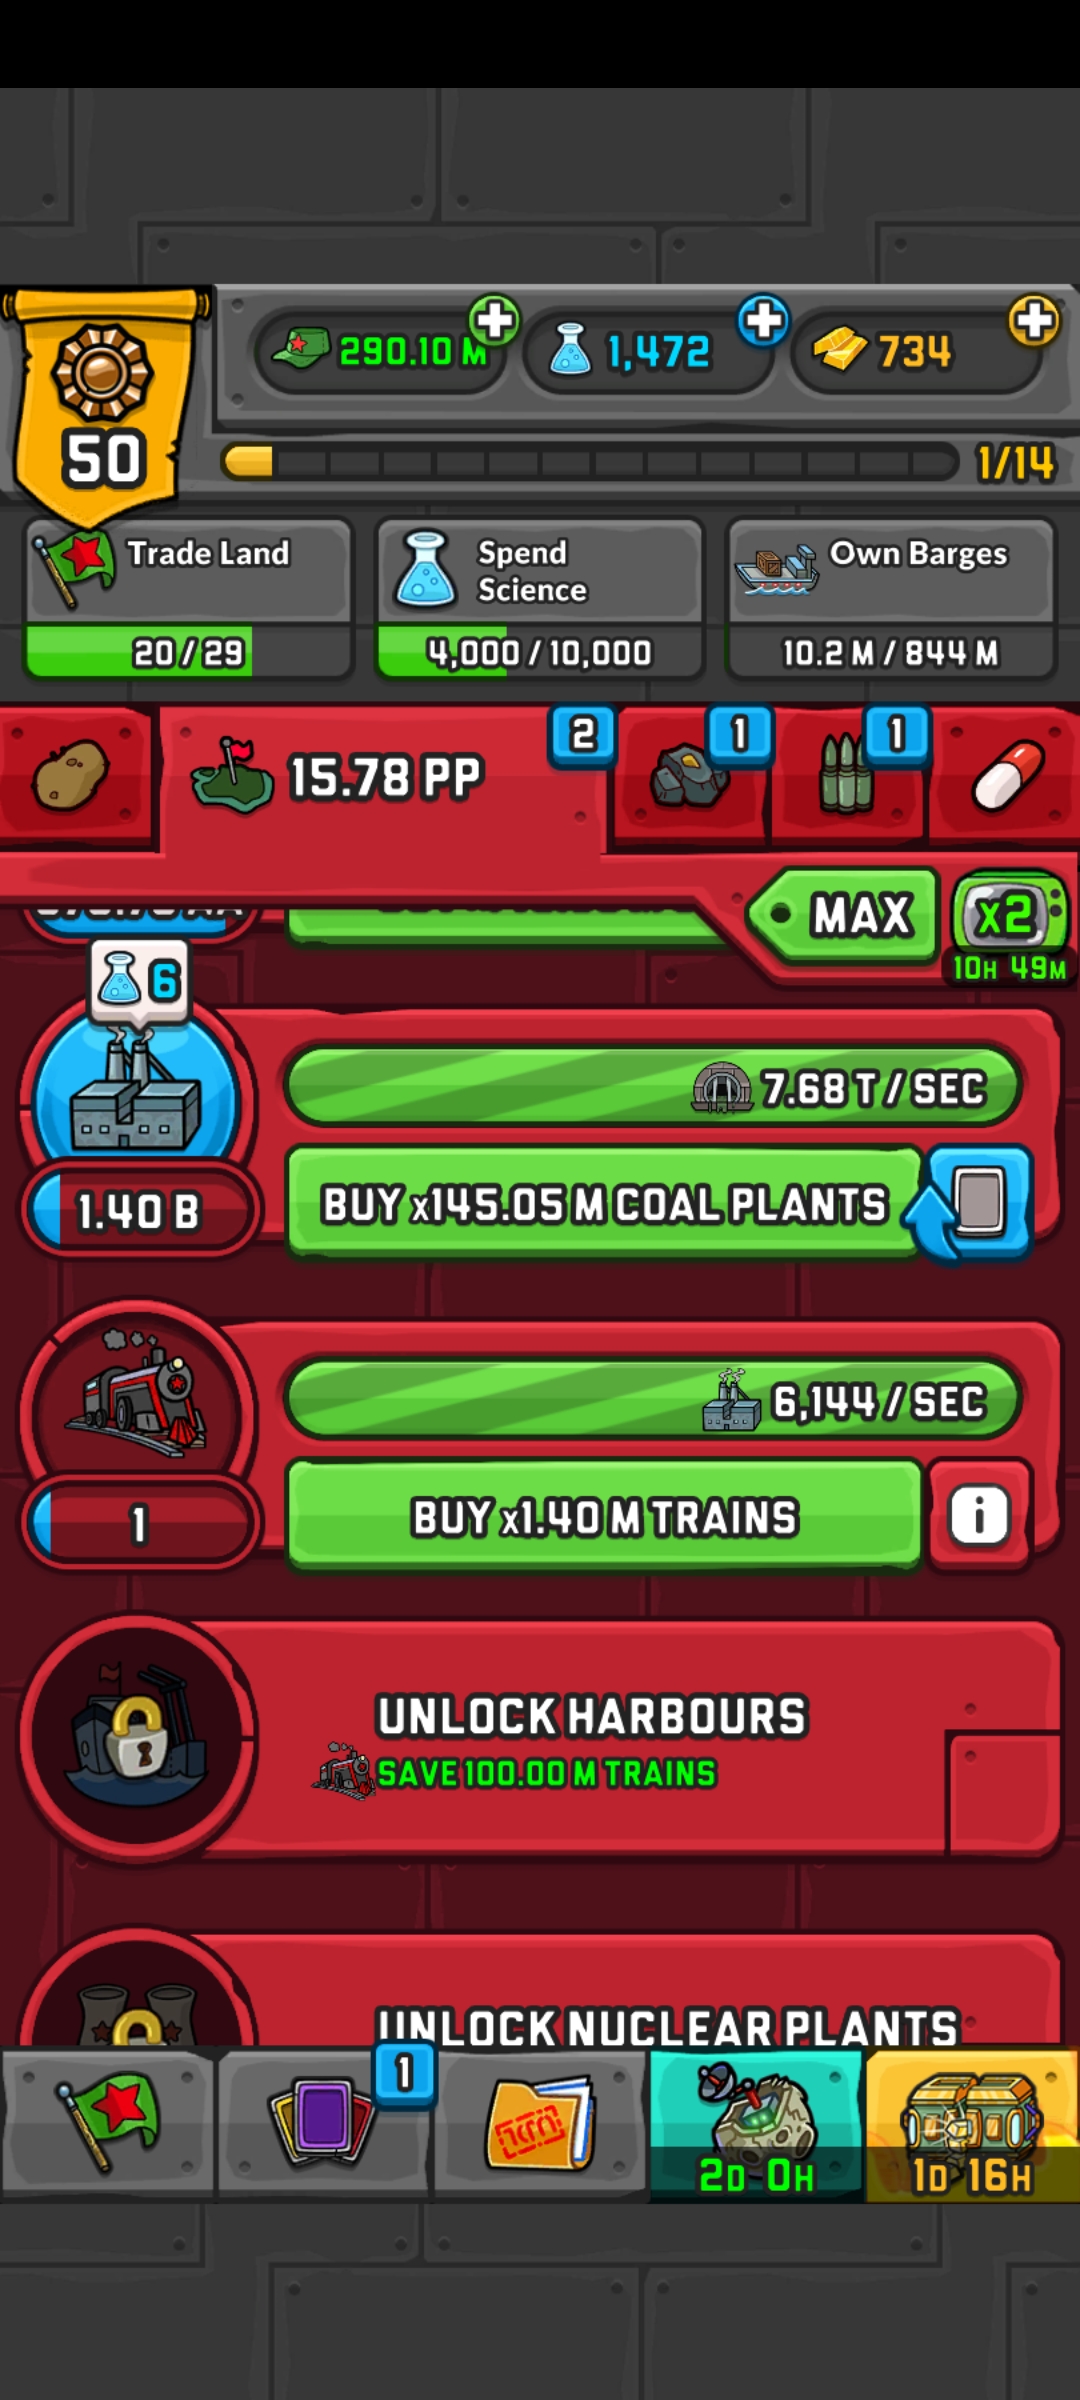 290.10 M
1,472
734
50
1/14
Trade Land
20/29
Spend
Science
4,000/10,000
Own Barges
10.2 M/844 M
15.78 PP
2
1
1
MAX
x2
10H 49M
6
7.68 T/SEC
1.40 B
BUY x145.05 M COAL PLANTS
6,144/SEC
1
BUY x1.40 M TRAINS
i
UNLOCK HARBOURS
SAVE 100.00 M TRAINS
UNLOCK NUCLEAR PLANTS
1
2D 0H
1D 16H